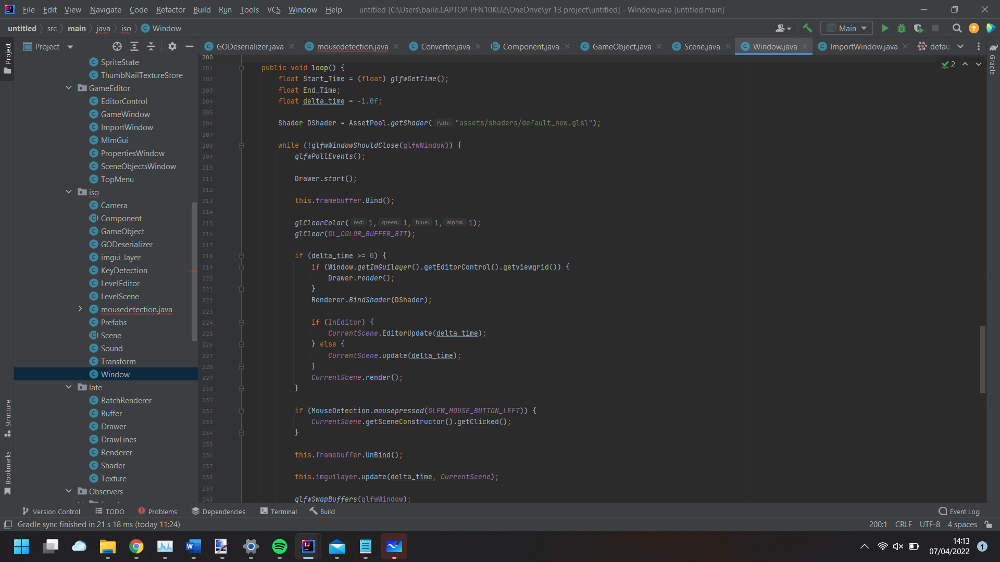 File Edit View Navigate Code Refactor Build Run Tools VCS Window Help untitled [C:\Users\baile.LAPTOP-PFN10KU2\OneDrive\yr 13 project\untitled] - Window.java [untitled.main]
untitled src main java iso Window Main
Project
Project
GODeserializer.java mousedetection.java Converter.java Component.java GameObject.java Scene.java Window.java ImportWindow.java defau
Gradle
2
SpriteState
ThumbNailTextureStore
GameEditor
EditorControl
GameWindow
ImportWindow
MImGui
PropertiesWindow
SceneObjectsWindow
TopMenu
iso
Camera
Component
GameObject
GODeserializer
imgui_layer
KeyDetection
LevelEditor
LevelScene
mousedetection.java
Prefabs
Scene
Sound
Transform
Window
late
BatchRenderer
Buffer
Drawer
DrawLines
Renderer
Shader
Texture
Observers
Structure
Bookmarks
200
201 public void loop() {
202 float Start_Time = (float) glfwGetTime();
203 float End_Time;
204 float delta_time = -1.0f;
205
206 Shader DShader = AssetPool.getShader( Path: "assets/shaders/default_new.glsl");
207
208 while (!glfwWindowShouldClose(glfwWindow)) {
209 glfwPollEvents();
210
211 Drawer.start();
212
213 this.framebuffer.Bind();
214
215 glClearColor( red: 1, green: 1, blue: 1, alpha: 1);
216 glClear(GL_COLOR_BUFFER_BIT);
217
218 if (delta_time >= 0) {
219 if (Window.getImGuilayer().getEditorControl().getviewgrid()) {
220 Drawer.render();
221 }
222 Renderer.BindShader(DShader);
223
224 if (InEditor) {
225 CurrentScene.EditorUpdate(delta_time);
226 } else {
227 CurrentScene.update(delta_time);
228 }
229 CurrentScene.render();
230 }
231
232 if (MouseDetection.mousepressed(GLFW_MOUSE_BUTTON_LEFT)) {
233 CurrentScene.getSceneConstructor().getClicked();
234 }
235
236 this.framebuffer.UnBind();
237
238 this.imguilayer.update(delta_time, CurrentScene);
239
240 glfwSwapBuffers(glfwWindow);
Version Control TODO Problems Dependencies Terminal Build Event Log
Gradle sync finished in 21 s 18 ms (today 11:24) 200:1 CRLF UTF-8 4 spaces
14:13
07/04/2022
1